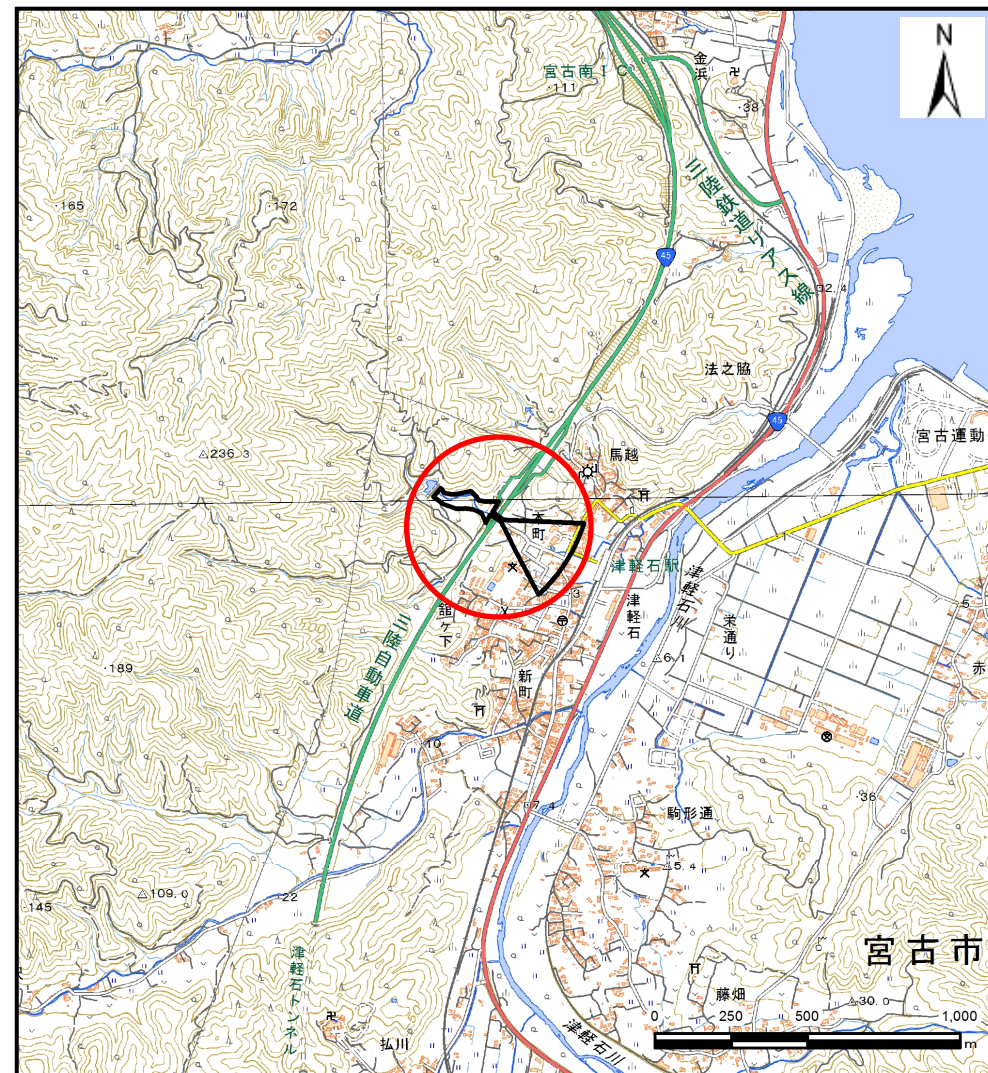 N
金浜
宮古南IC
・111
・38
三陸鉄道リアス線
・165
・172
45
2.4
法之脇
45
宮古運動
馬越
△236.3
本町
津軽石駅
津軽石川
3
津軽石
舘ヶ下
栄通り
5
△6.1
赤
三陸自動車道
・189
新町
・10
・36
7.4
駒形通
△5.4
△109.0
22
・145
宮古市
津軽石トンネル
藤畑
△30.0
0 250 500 1,000
m
津軽石川
払川